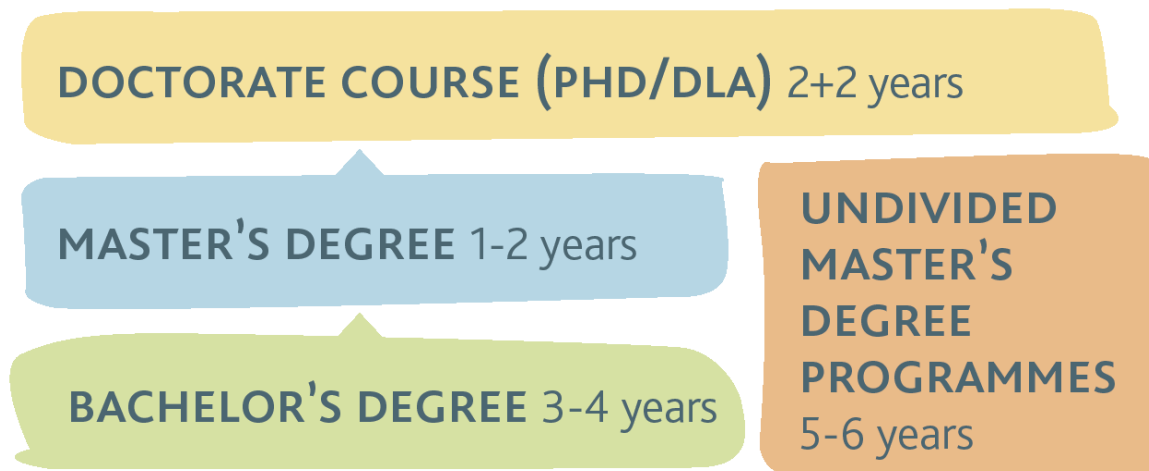 DOCTORATE COURSE (PHD/DLA) 2+2 years
MASTER'S DEGREE 1-2 years
BACHELOR'S DEGREE 3-4 years
UNDIVIDED
MASTER'S
DEGREE
PROGRAMMES
5-6 years